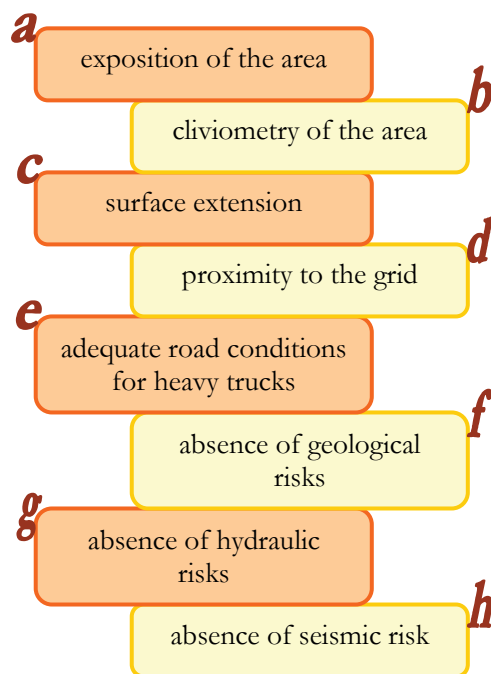 a
exposition of the area
b
cliviometry of the area
c
surface extension
d
proximity to the grid
e
adequate road conditions
for heavy trucks
f
absence of geological
risks
g
absence of hydraulic
risks
h
absence of seismic risk